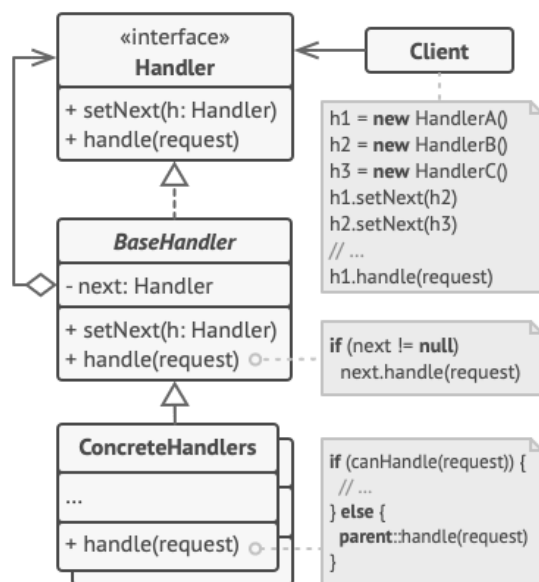 «interface»
Handler
+ setNext(h: Handler)
+ handle(request)
Client
h1 = new HandlerA()
h2 = new HandlerB()
h3 = new HandlerC()
h1.setNext(h2)
h2.setNext(h3)
// ...
h1.handle(request)
BaseHandler
- next: Handler
+ setNext(h: Handler)
+ handle(request)
if (next != null)
next.handle(request)
ConcreteHandlers
...
+ handle(request)
if (canHandle(request)) {
// ...
} else {
parent::handle(request)
}